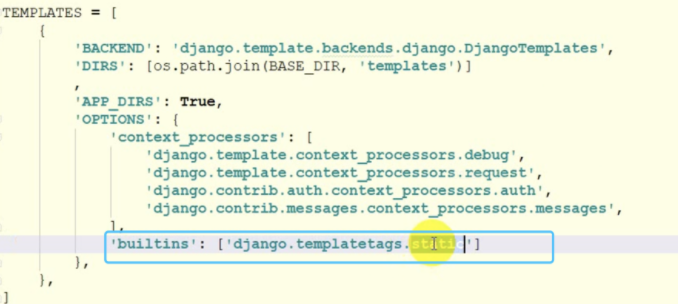 TEMPLATES = [
{
'BACKEND': 'django.template.backends.django.DjangoTemplates',
'DIRS': [os.path.join(BASE_DIR, 'templates')]
,
'APP_DIRS': True,
'OPTIONS': {
'context_processors': [
'django.template.context_processors.debug',
'django.template.context_processors.request',
'django.contrib.auth.context_processors.auth',
'django.contrib.messages.context_processors.messages',
],
'builtins': ['django.templatetags.static']
},
},
]